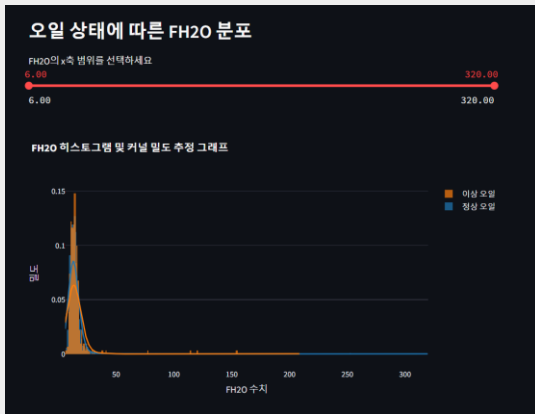 오일 상태에 따른 FH2O 분포
FH2O의 x축 범위를 선택하세요
6.00 320.00
6.00 320.00
FH2O 히스토그램 및 커널 밀도 추정 그래프
0.15
0.1
0.05
0
밀도
이상 오일
정상 오일
50 100 150 200 250 300
FH2O 수치